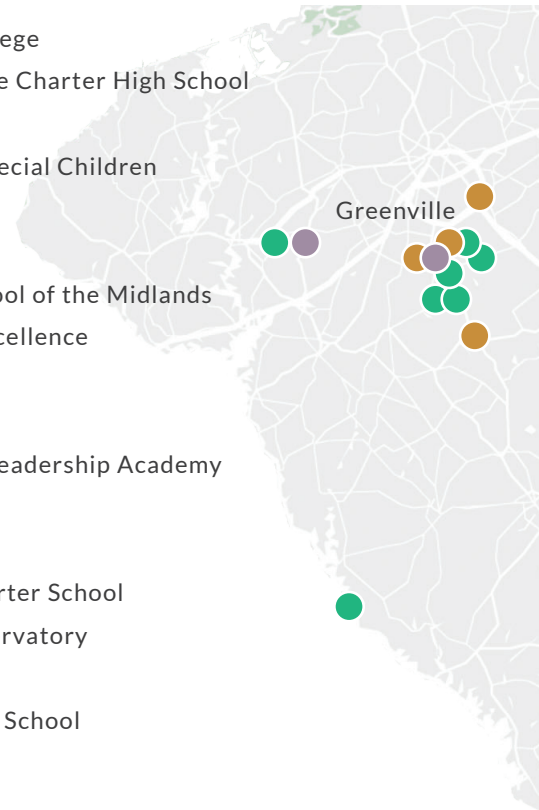 ege
e Charter High School
ecial Children
Greenville
ool of the Midlands
cellence
eadership Academy
rter School
rvatory
School